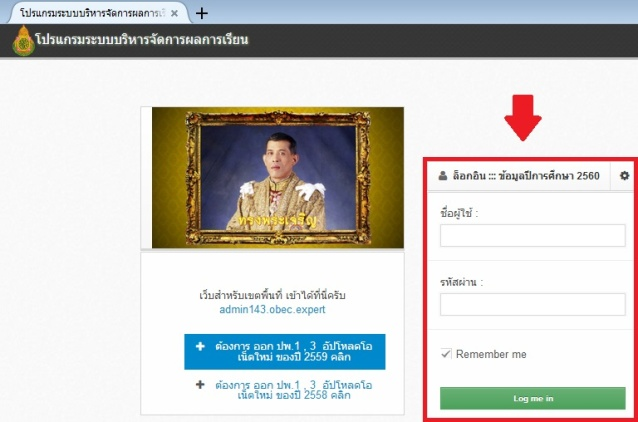 โปรแกรมระบบบริหารจัดการผลการเรี
โปรแกรมระบบบริหารจัดการผลการเรียน
ทรงพระเจริญ
เว็บสำหรับเขตพื้นที่ เข้าได้ที่นี่ครับ
admin143.obec.expert
ต้องการ ออก ปพ.1 , 3 อัปโหลดโอ
เน็ตใหม่ ของปี 2559 คลิก
ต้องการ ออก ปพ.1 , 3 อัปโหลดโอ
เน็ตใหม่ ของปี 2558 คลิก
ล็อกอิน ::: ข้อมูลปีการศึกษา 2560
ชื่อผู้ใช้ :
รหัสผ่าน :
Remember me
Log me in